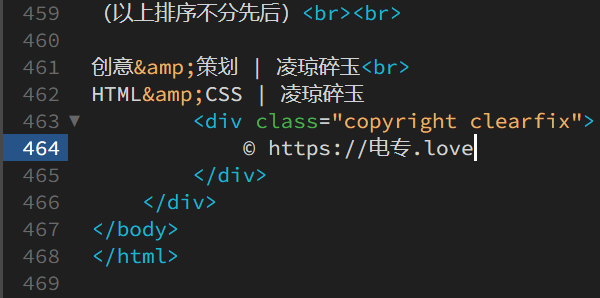 459 （以上排序不分先后）<br><br>
460
461 创意&amp;策划 | 凌琼碎玉<br>
462 HTML&amp;CSS | 凌琼碎玉
463 <div class="copyright clearfix">
464 © https://电专.love
465 </div>
466 </div>
467 </body>
468 </html>
469